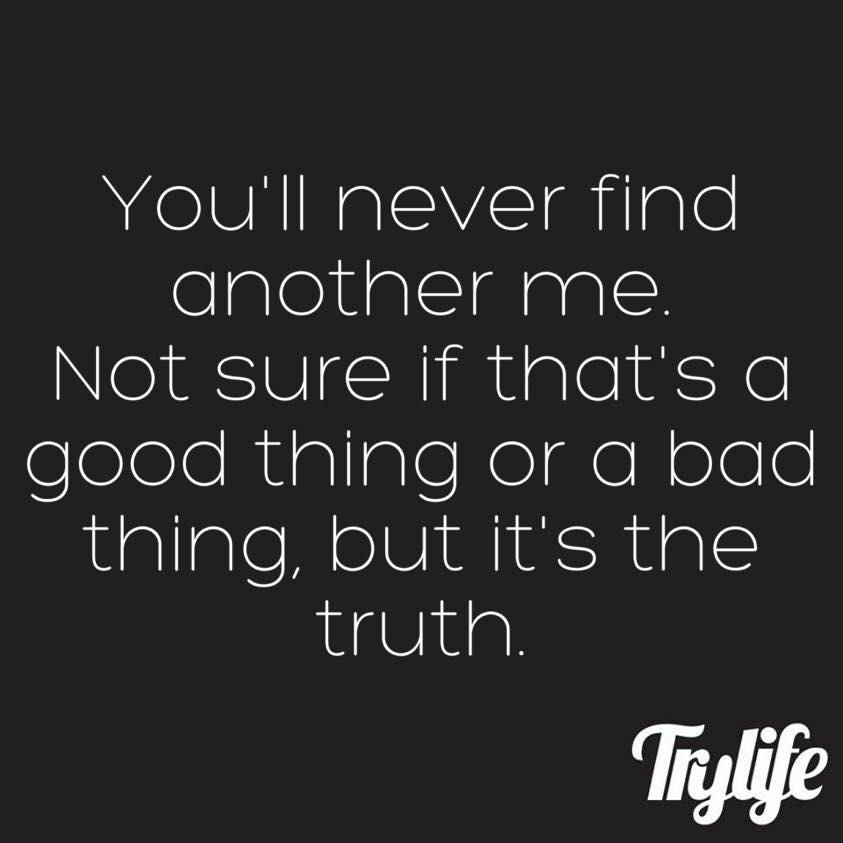 You'll never find
another me.
Not sure if that's a
good thing or a bad
thing, but it's the
truth.
Trylife